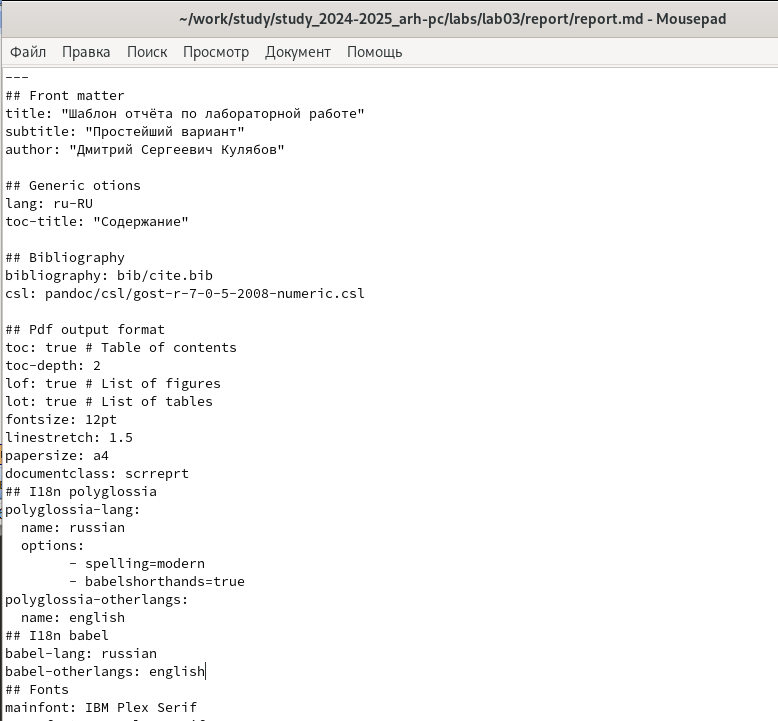 ~/work/study/study_2024-2025_arh-pc/labs/lab03/report/report.md - Mousepad
Файл Правка Поиск Просмотр Документ Помощь
---
## Front matter
title: "Шаблон отчёта по лабораторной работе"
subtitle: "Простейший вариант"
author: "Дмитрий Сергеевич Кулябов"

## Generic otions
lang: ru-RU
toc-title: "Содержание"

## Bibliography
bibliography: bib/cite.bib
csl: pandoc/csl/gost-r-7-0-5-2008-numeric.csl

## Pdf output format
toc: true # Table of contents
toc-depth: 2
lof: true # List of figures
lot: true # List of tables
fontsize: 12pt
linestretch: 1.5
papersize: a4
documentclass: scrreprt
## I18n polyglossia
polyglossia-lang:
  name: russian
  options:
        - spelling=modern
        - babelshorthands=true
polyglossia-otherlangs:
  name: english
## I18n babel
babel-lang: russian
babel-otherlangs: english
## Fonts
mainfont: IBM Plex Serif